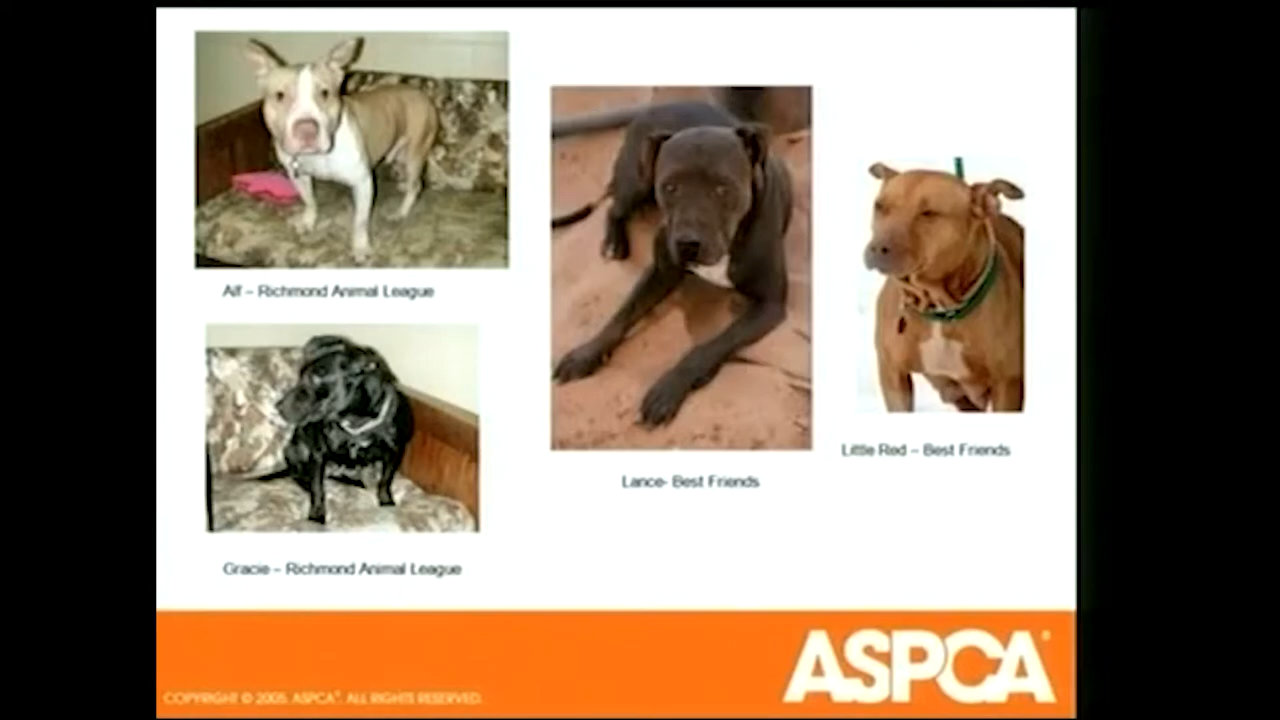 Alf – Richmond Animal League
Gracie – Richmond Animal League
Lance- Best Friends
Little Red – Best Friends
ASPCA®
COPYRIGHT © 2005. ASPCA®. ALL RIGHTS RESERVED.